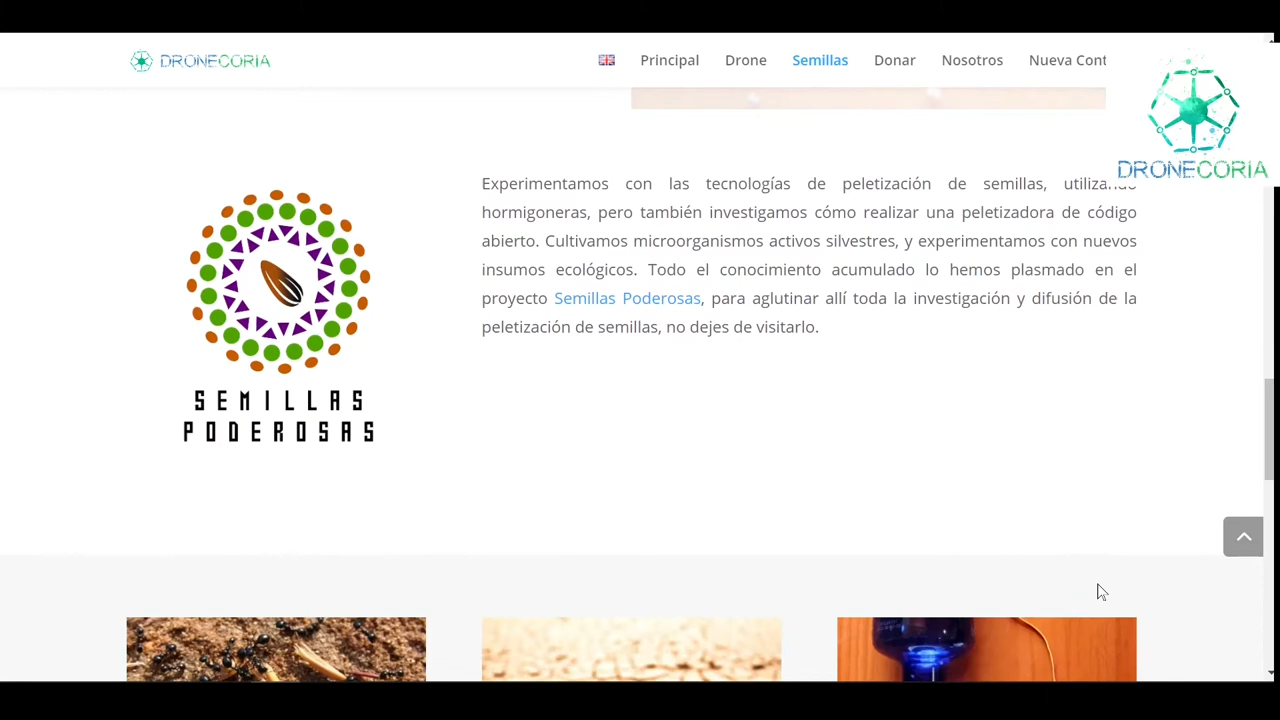 DRONECORIA
Principal Drone Semillas Donar Nosotros Nueva Cont
DRONECORIA
Experimentamos con las tecnologías de peletización de semillas, utilizando
hormigoneras, pero también investigamos cómo realizar una peletizadora de código
abierto. Cultivamos microorganismos activos silvestres, y experimentamos con nuevos
insumos ecológicos. Todo el conocimiento acumulado lo hemos plasmado en el
proyecto Semillas Poderosas, para aglutinar allí toda la investigación y difusión de la
peletización de semillas, no dejes de visitarlo.
SEMILLAS
PODEROSAS